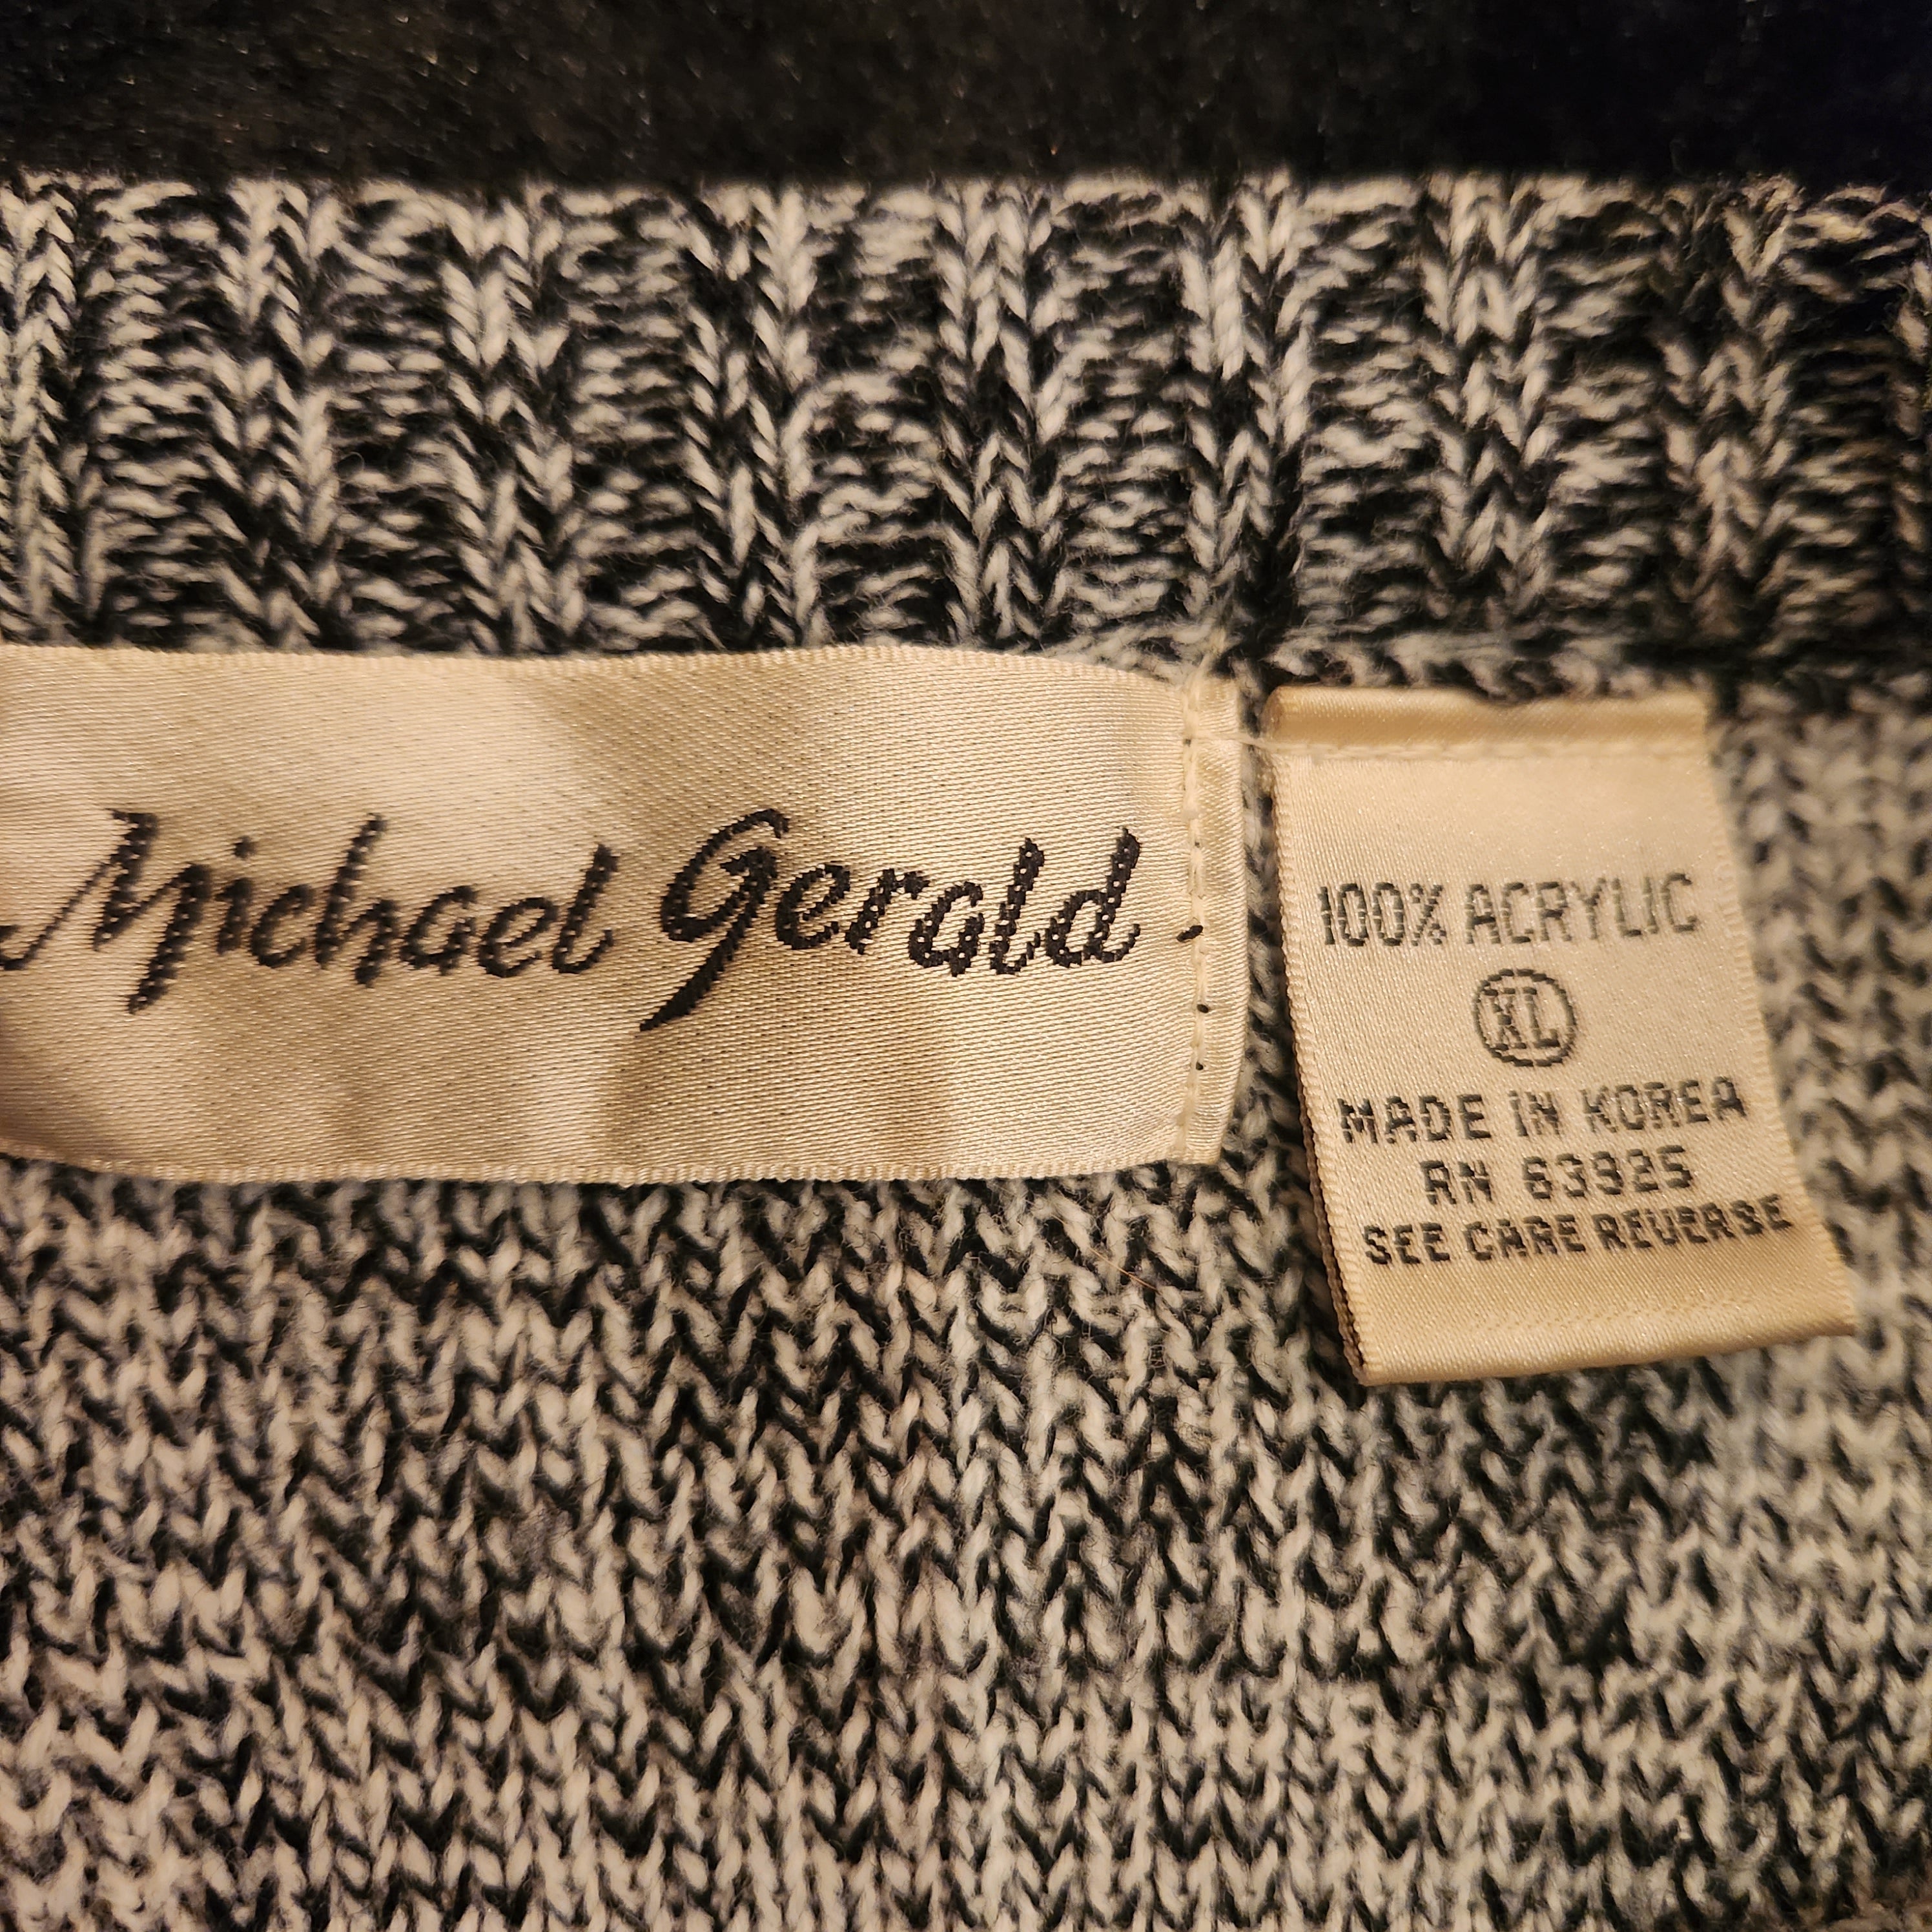 Michael Gerald
100% ACRYLIC
XL
MADE IN KOREA
RN 63925
SEE CARE REVERSE